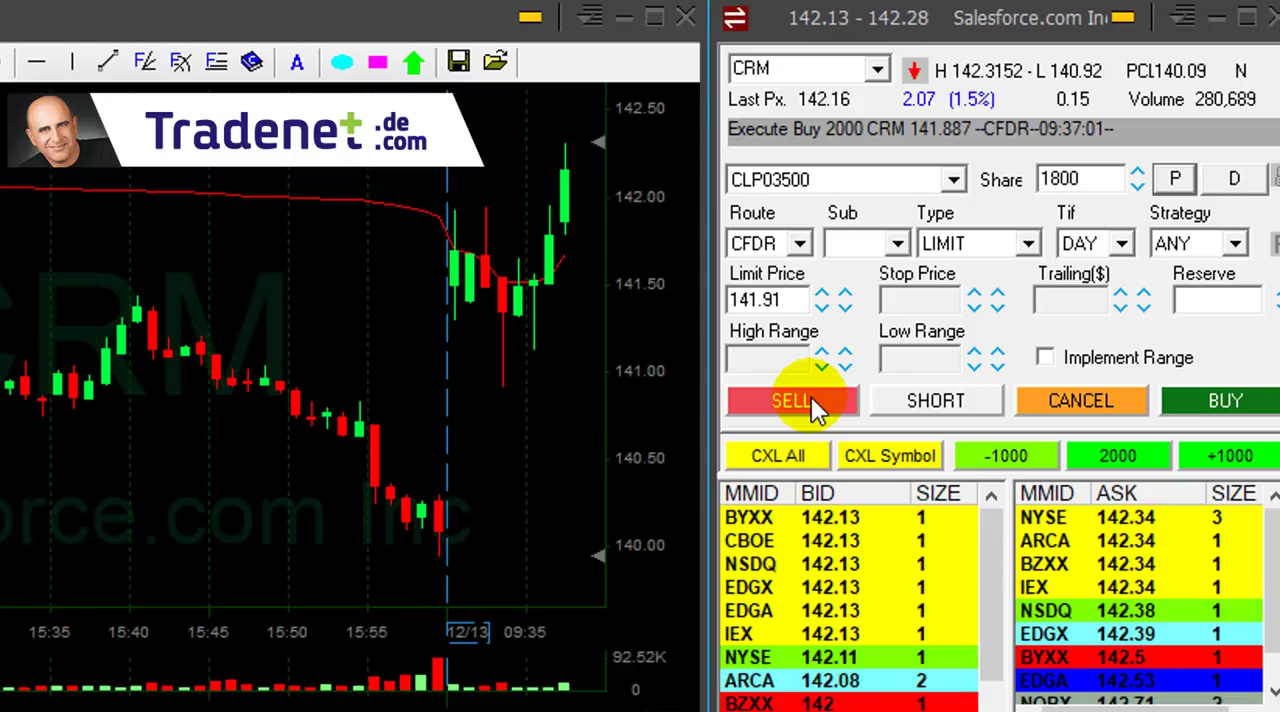 142.13 - 142.28 Salesforce.com In
A
Tradenet .de
.com
CRM H 142.3152 - L 140.92 PCL140.09 N
Last Px. 142.16 2.07 (1.5%) 0.15 Volume 280,689
Execute Buy 2000 CRM 141.887 --CFDR--09:37:01--
CLP03500 Share 1800 P D
Route Sub Type Tif Strategy
CFDR LIMIT DAY ANY
Limit Price Stop Price Trailing($) Reserve
141.91
High Range Low Range
Implement Range
SELL SHORT CANCEL BUY
CXL All CXL Symbol -1000 2000 +1000
MMID BID SIZE MMID ASK SIZE
BYXX 142.13 1 NYSE 142.34 3
CBOE 142.13 1 ARCA 142.34 1
NSDQ 142.13 1 BZXX 142.34 1
EDGX 142.13 1 IEX 142.34 1
EDGA 142.13 1 NSDQ 142.38 1
IEX 142.13 1 EDGX 142.39 1
NYSE 142.11 1 BYXX 142.5 1
ARCA 142.08 2 EDGA 142.53 1
BZXX 142 1 NOBX 142.71 2
142.50
142.00
141.50
141.00
140.50
140.00
CRM
orce.com Inc
15:35 15:40 15:45 15:50 15:55 12/13 09:35
92.52K
0